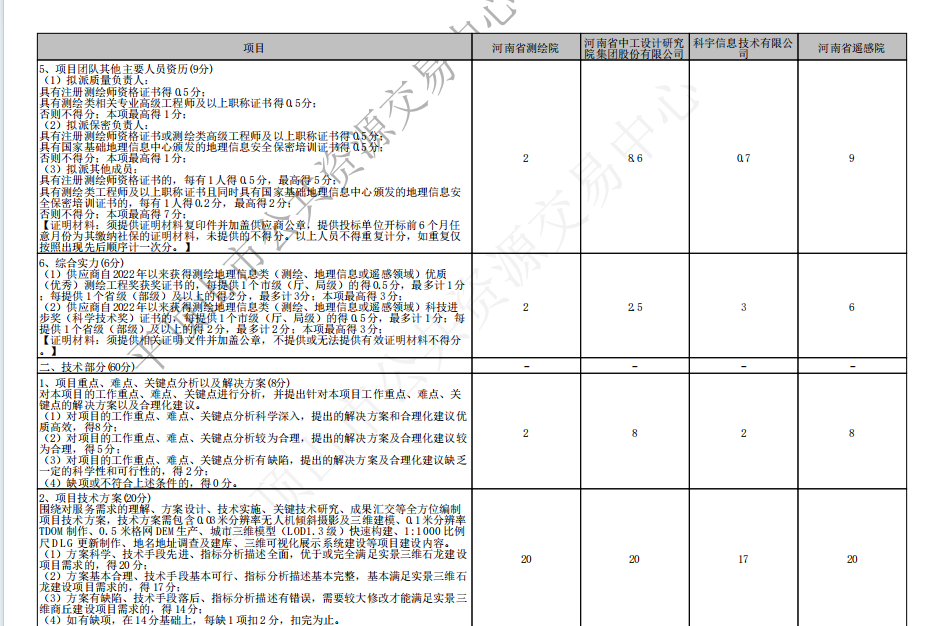 项目 河南省测绘院 河南省中工设计研究院集团股份有限公司 科宇信息技术有限公司 河南省遥感院
5、项目团队其他主要人员资历(9分)
（1）拟派质量负责人：
具有注册测绘师资格证书得0.5分；
具有测绘类相关专业高级工程师及以上职称证书得0.5分；
否则不得分；本项最高得1分；
（2）拟派保密负责人：
具有注册测绘师资格证书或测绘类高级工程师及以上职称证书得0.5分；
具有国家基础地理信息中心颁发的地理信息安全保密培训证书得0.5分；
否则不得分；本项最高得1分；
（3）拟派其他成员：
具有注册测绘师资格证书的，每有1人得0.5分，最高得5分；
具有测绘类工程师及以上职称证书且同时具有国家基础地理信息中心颁发的地理信息安
全保密培训证书的，每有1人得0.2分，最高得2分；
否则不得分；本项最高得7分；
【证明材料：须提供证明材料复印件并加盖供应商公章，提供投标单位开标前6个月任
意月份为其缴纳社保的证明材料，未提供的不得分。以上人员不得重复计分，如重复仅
按照出现先后顺序计一次分。】
2 8.6 0.7 9
6、综合实力(6分)
（1）供应商自2022年以来获得测绘地理信息类（测绘、地理信息或遥感领域）优质
（优秀）测绘工程奖获奖证书的，每提供1个市级（厅、局级）的得0.5分，最多计1分
；每提供1个省级（部级）及以上的得2分，最多计3分；本项最高得3分；
（2）供应商自2022年以来获得测绘地理信息类（测绘、地理信息或遥感领域）科技进
步奖（科学技术奖）证书的，每提供1个市级（厅、局级）的得0.5分，最多计1分，每
提供1个省级（部级）及以上的得2分，最多计2分；本项最高得3分；
【证明材料：须提供相关证明文件并加盖公章，不提供或无法提供有效证明材料不得分
。】
2 2.5 3 6
二、技术部分(60分) - - - -
1、项目重点、难点、关键点分析以及解决方案(8分)
对本项目的工作重点、难点、关键点进行分析，并提出针对本项目工作重点、难点、关
键点的解决方案以及合理化建议。
（1）对项目的工作重点、难点、关键点分析科学深入，提出的解决方案和合理化建议优
质高效，得8分；
（2）对项目的工作重点、难点、关键点分析较为合理，提出的解决方案及合理化建议较
为合理，得5分；
（3）对项目的工作重点、难点、关键点分析有缺陷，提出的解决方案及合理化建议缺乏
一定的科学性和可行性的，得2分；
（4）缺项或不符合上述条件的，得0分。
2 8 2 8
2、项目技术方案(20分)
围绕对服务需求的理解、方案设计、技术实施、关键技术研究、成果汇交等全方位编制
项目技术方案，技术方案需包含0.03米分辨率无人机倾斜摄影及三维建模、0.1米分辨率
TDOM制作、0.5米格网DEM生产、城市三维模型（LOD1.3级）快速构建、1:1000比例
尺DLG更新制作、地名地址调查及建库、三维可视化展示系统建设等项目建设内容。
（1）方案科学、技术手段先进、指标分析描述全面，优于或完全满足实景三维石龙建设
项目需求的，得20分；
（2）方案基本合理、技术手段基本可行、指标分析描述基本完整，基本满足实景三维石
龙建设项目需求的，得17分；
（3）方案有缺陷、技术手段落后、指标分析描述有错误，需要较大修改才能满足实景三
维商丘建设项目需求的，得14分；
（4）如有缺项，在14分基础上，每缺1项扣2分，扣完为止。
20 20 17 20